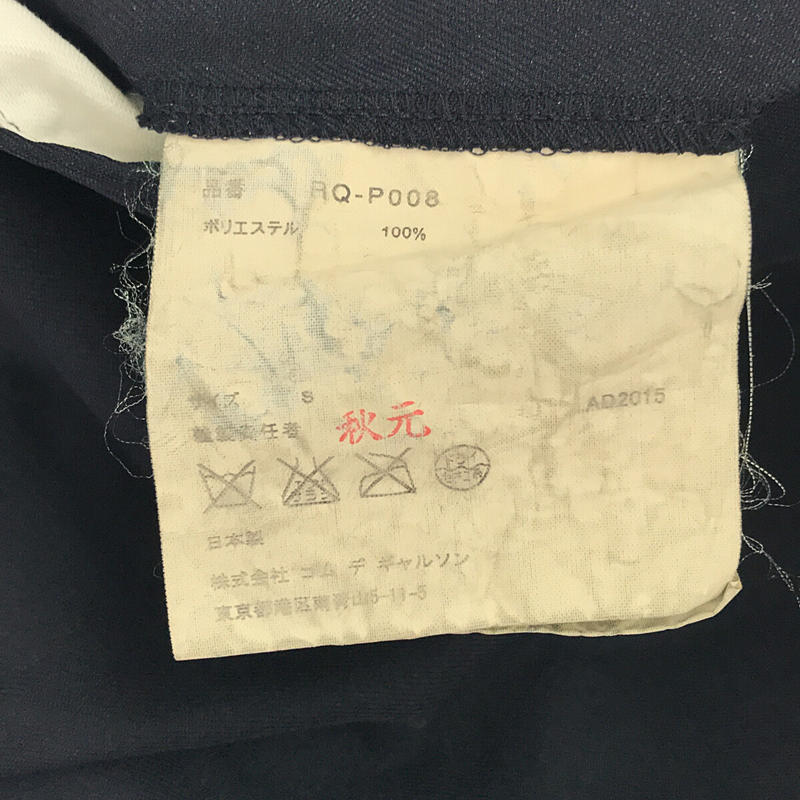 品番 RQ-P008
ポリエステル 100%
サイズ S AD2015
縫製責任者 秋元
日本製
株式会社 コム デ ギャルソン
東京都港区南青山5-11-5